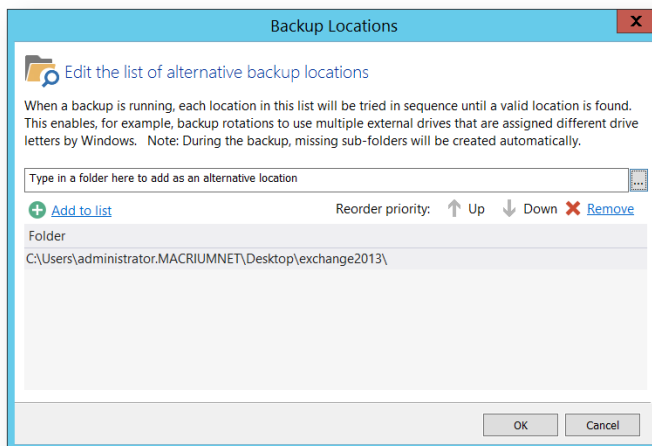 Backup Locations
x
Edit the list of alternative backup locations
When a backup is running, each location in this list will be tried in sequence until a valid location is found.
This enables, for example, backup rotations to use multiple external drives that are assigned different drive
letters by Windows.   Note: During the backup, missing sub-folders will be created automatically.
Type in a folder here to add as an alternative location
...
Add to list Reorder priority: Up Down Remove
Folder
C:\Users\administrator.MACRIUMNET\Desktop\exchange2013\
OK Cancel